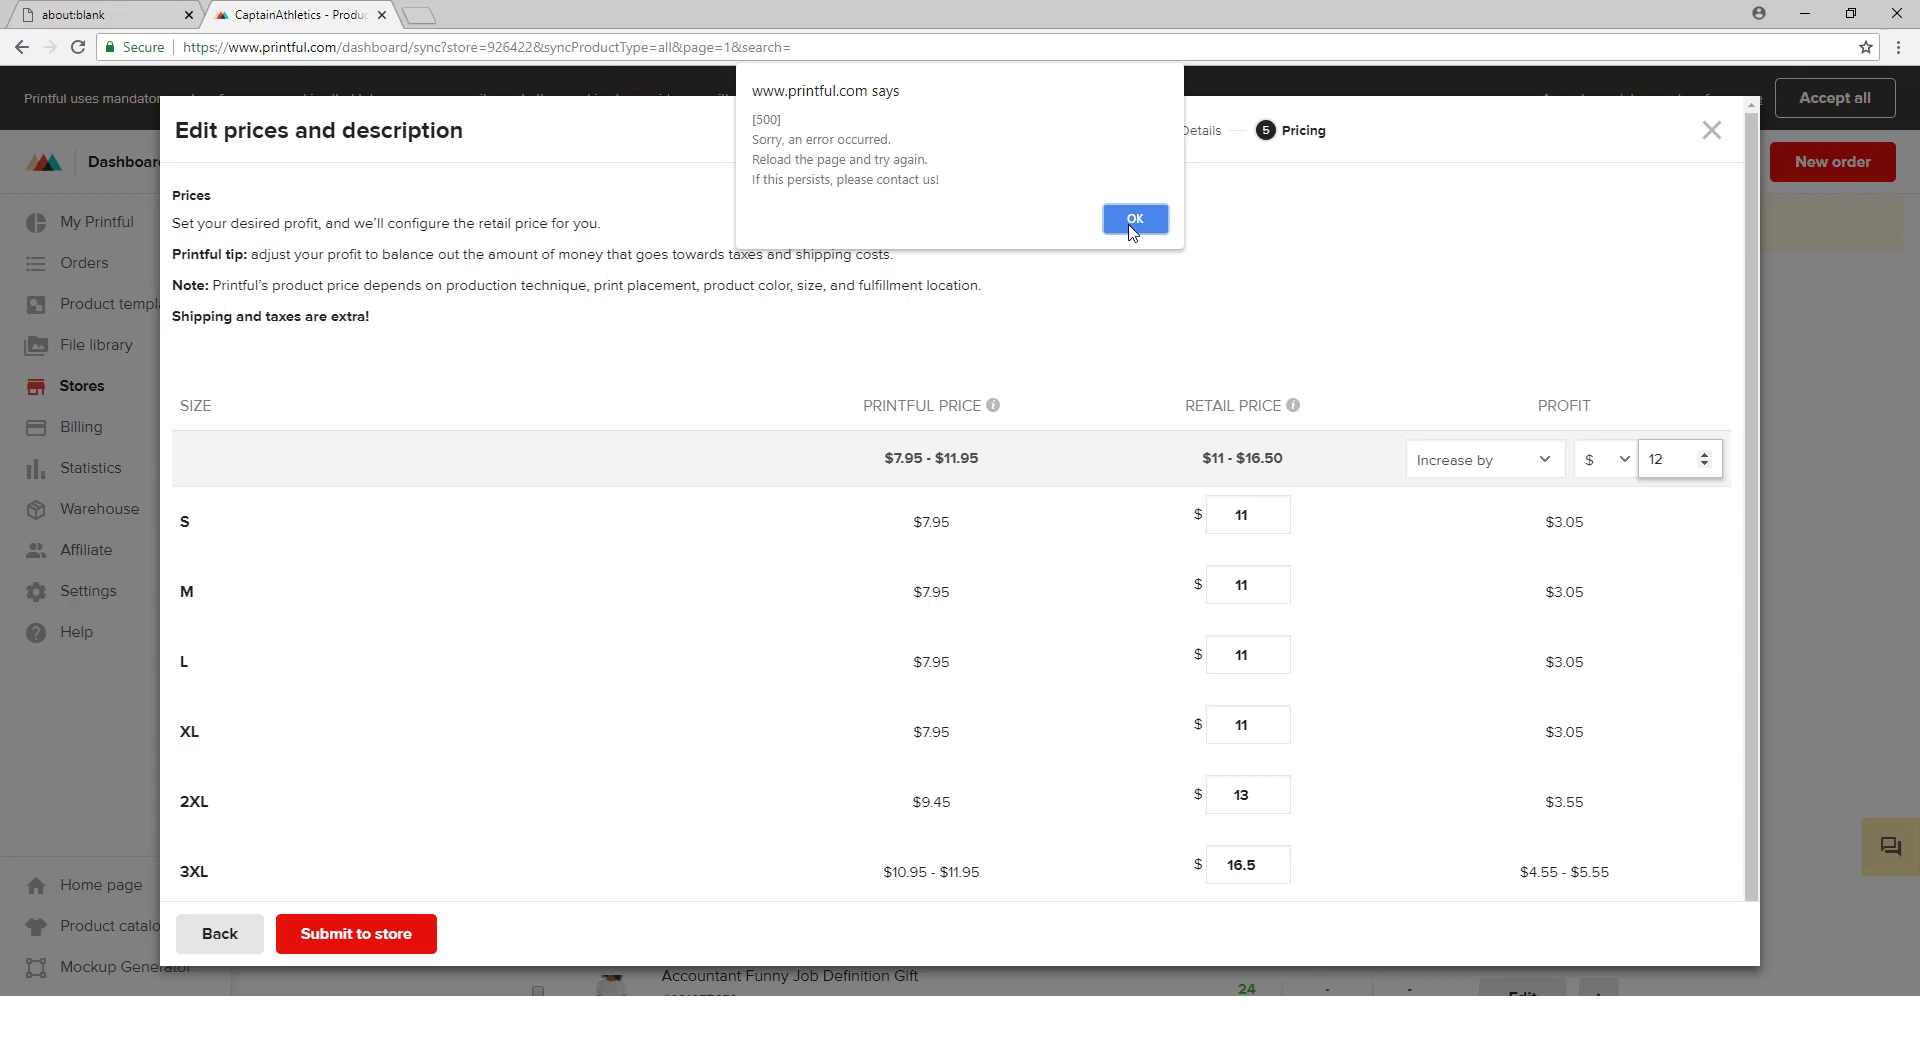 about:blank
CaptainAthletics - Produc
Secure
https://www.printful.com/dashboard/sync?store=926422&syncProductType=all&page=1&search=
www.printful.com says
[500]
Sorry, an error occurred.
Reload the page and try again.
If this persists, please contact us!
OK
Printful uses mandator
Accept all
Edit prices and description
Details
5 Pricing
Dashboar
New order
My Printful
Orders
Product templa
File library
Stores
Billing
Statistics
Warehouse
Affiliate
Settings
Help
Home page
Product catalo
Mockup Generator
Prices
Set your desired profit, and we'll configure the retail price for you.
Printful tip: adjust your profit to balance out the amount of money that goes towards taxes and shipping costs.
Note: Printful's product price depends on production technique, print placement, product color, size, and fulfillment location.
Shipping and taxes are extra!
SIZE PRINTFUL PRICE RETAIL PRICE PROFIT
$7.95 - $11.95 $11 - $16.50 Increase by $ 12
S $7.95 $ 11 $3.05
M $7.95 $ 11 $3.05
L $7.95 $ 11 $3.05
XL $7.95 $ 11 $3.05
2XL $9.45 $ 13 $3.55
3XL $10.95 - $11.95 $ 16.5 $4.55 - $5.55
Back
Submit to store
Accountant Funny Job Definition Gift
24 - - Edit